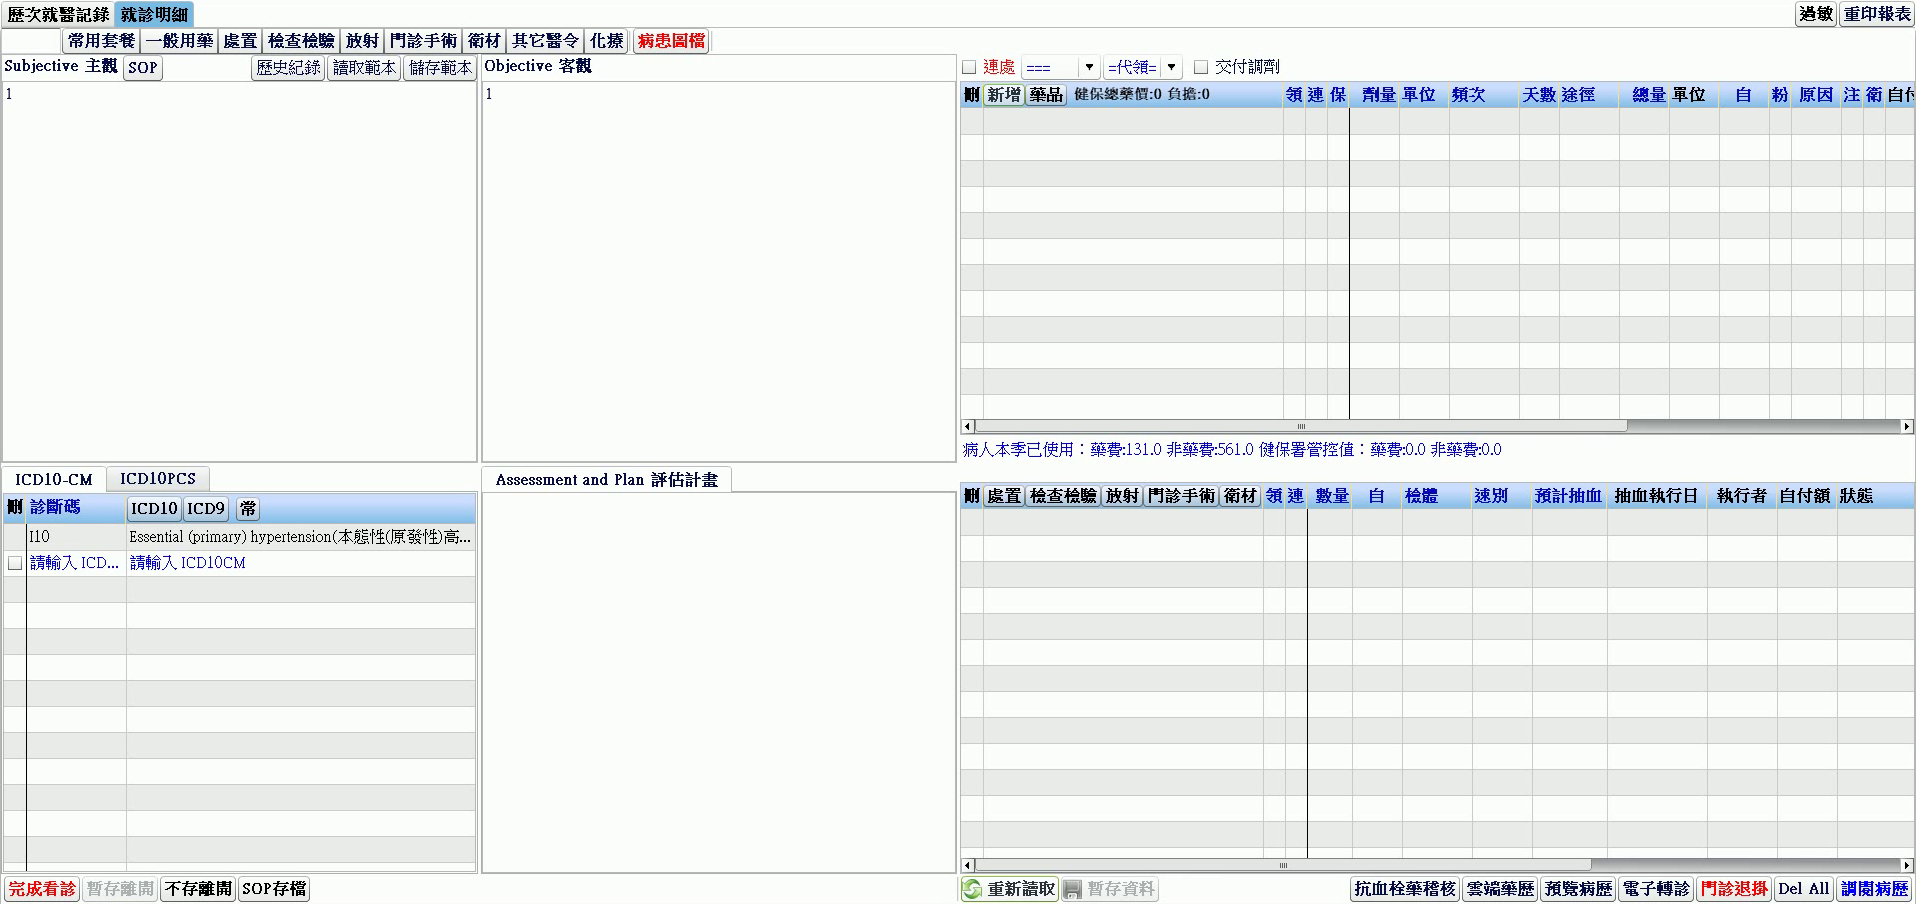 歷次就醫記錄 就診明細 過敏 重印報表
常用套餐 一般用藥 處置 檢查檢驗 放射 門診手術 衛材 其它醫令 化療 病患圖檔
Subjective 主觀 SOP 歷史紀錄 讀取範本 儲存範本 Objective 客觀
連處 === =代領= 交付調劑
1 1
刪 新增 藥品 健保總藥價:0 負擔:0 領 連 保 劑量 單位 頻次 天數 途徑 總量 單位 自 粉 原因 注 衛 自付
病人本季已使用：藥費:131.0 非藥費:561.0 健保署管控值：藥費:0.0 非藥費:0.0
ICD10-CM ICD10PCS Assessment and Plan 評估計畫
刪 診斷碼 ICD10 ICD9 常
刪 處置 檢查檢驗 放射 門診手術 衛材 領 連 數量 自 檢體 速別 預計抽血 抽血執行日 執行者 自付額 狀態
I10 Essential (primary) hypertension(本態性(原發性)高...
請輸入 ICD... 請輸入 ICD10CM
完成看診 暫存離開 不存離開 SOP存檔 重新讀取 暫存資料 抗血栓藥稽核 雲端藥歷 預覽病歷 電子轉診 門診退掛 Del All 調閱病歷